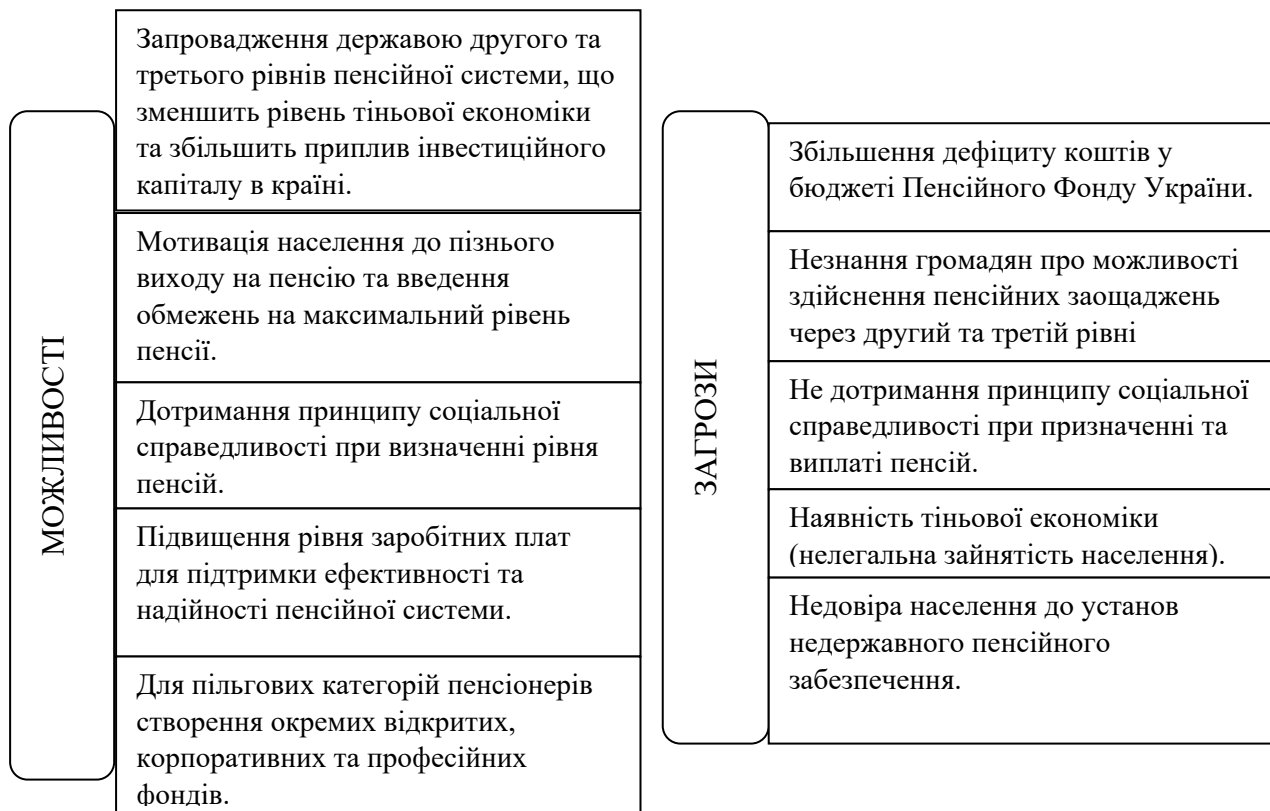 МОЖЛИВОСТІ
Запровадження державою другого та
третього рівнів пенсійної системи, що
зменшить рівень тіньової економіки
та збільшить приплив інвестиційного
капіталу в країні.
Мотивація населення до пізнього
виходу на пенсію та введення
обмежень на максимальний рівень
пенсії.
Дотримання принципу соціальної
справедливості при визначенні рівня
пенсій.
Підвищення рівня заробітних плат
для підтримки ефективності та
надійності пенсійної системи.
Для пільгових категорій пенсіонерів
створення окремих відкритих,
корпоративних та професійних
фондів.
ЗАГРОЗИ
Збільшення дефіциту коштів у
бюджеті Пенсійного Фонду України.
Незнання громадян про можливості
здійснення пенсійних заощаджень
через другий та третій рівні
Не дотримання принципу соціальної
справедливості при призначенні та
виплаті пенсій.
Наявність тіньової економіки
(нелегальна зайнятість населення).
Недовіра населення до установ
недержавного пенсійного
забезпечення.